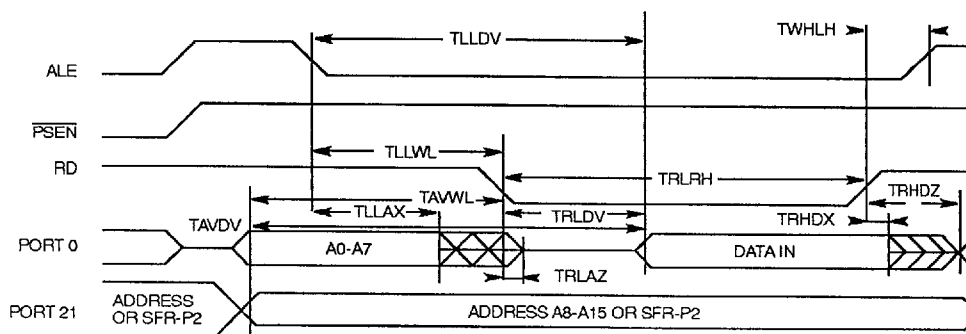 TLLDV
TWHLH
ALE
PSEN
TLLWL
RD
TRLRH
TAVWL
TRHDZ
TLLAX
TRLDV
TAVDV
TRHDX
PORT 0
A0-A7
DATA IN
TRLAZ
PORT 21
ADDRESS
OR SFR-P2
ADDRESS A8-A15 OR SFR-P2